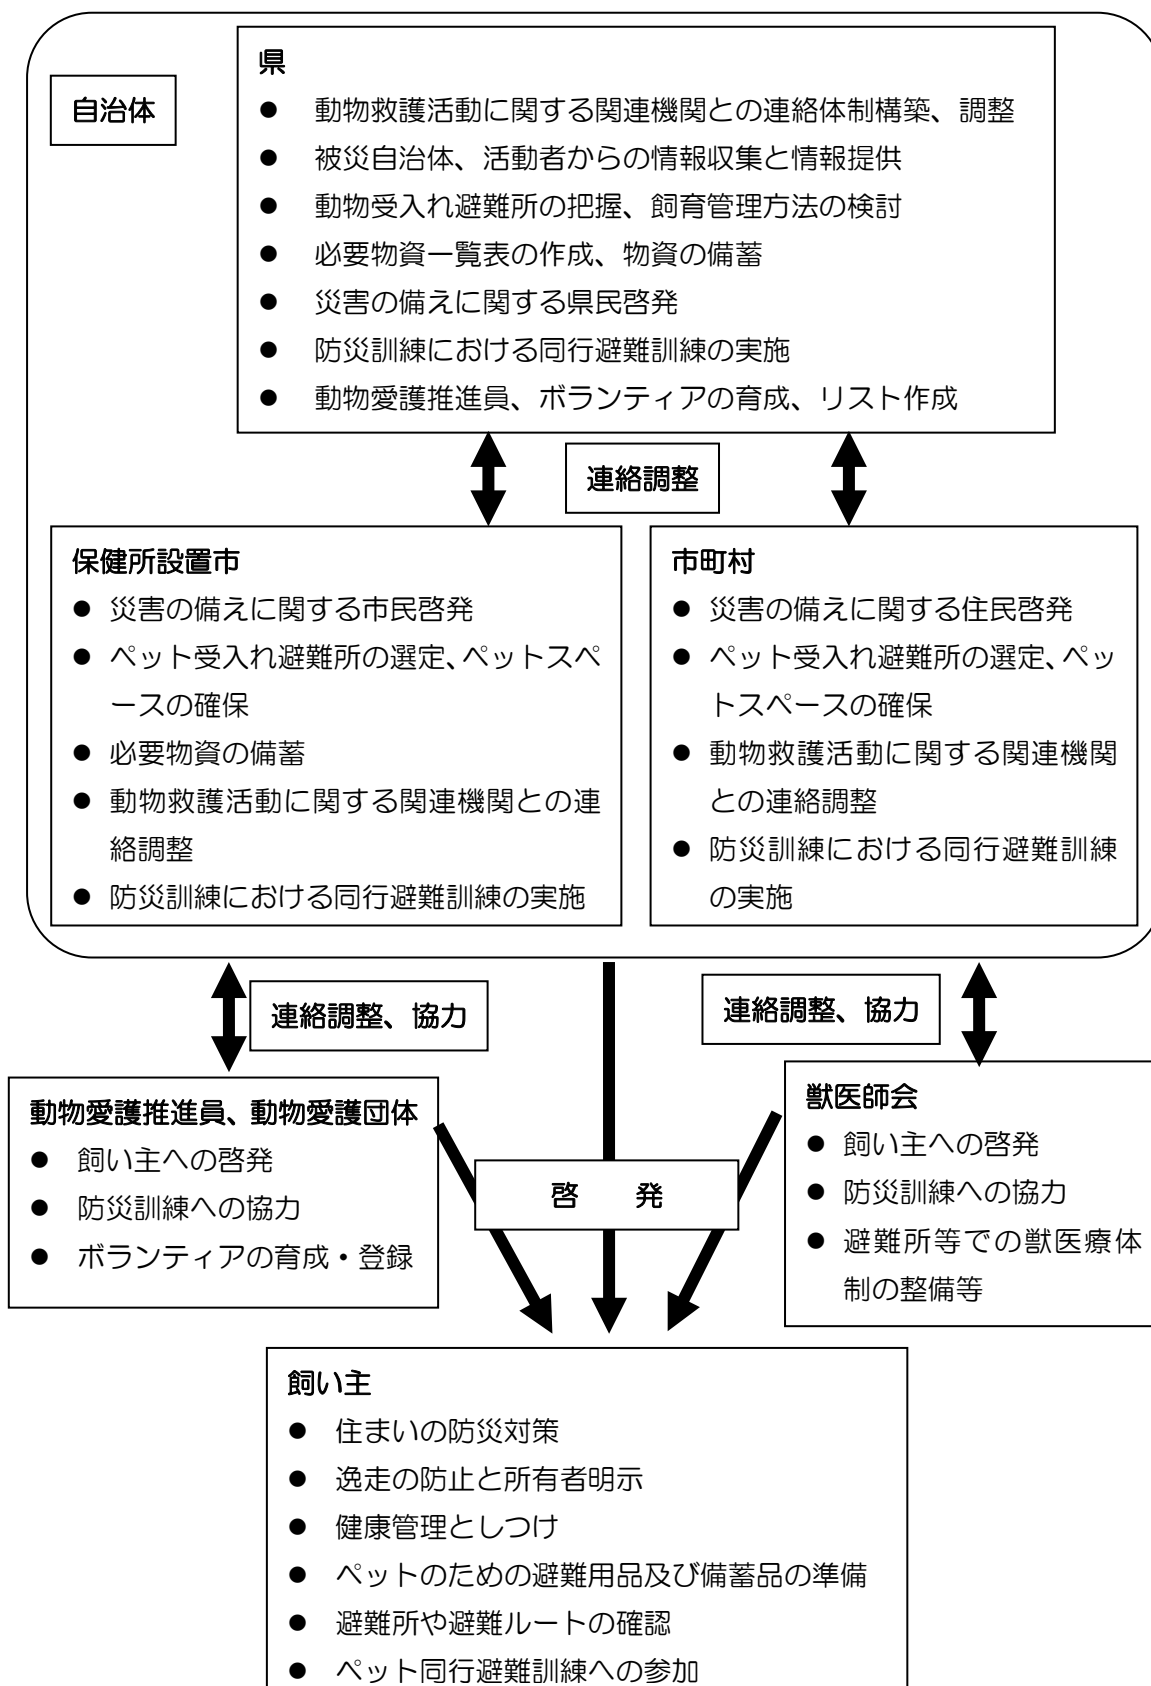 自治体
県
● 動物救護活動に関する関連機関との連絡体制構築、調整
● 被災自治体、活動者からの情報収集と情報提供
● 動物受入れ避難所の把握、飼育管理方法の検討
● 必要物資一覧表の作成、物資の備蓄
● 災害の備えに関する県民啓発
● 防災訓練における同行避難訓練の実施
● 動物愛護推進員、ボランティアの育成、リスト作成
連絡調整
保健所設置市
● 災害の備えに関する市民啓発
● ペット受入れ避難所の選定、ペットスペ
ースの確保
● 必要物資の備蓄
● 動物救護活動に関する関連機関との連
絡調整
● 防災訓練における同行避難訓練の実施
市町村
● 災害の備えに関する住民啓発
● ペット受入れ避難所の選定、ペッ
トスペースの確保
● 動物救護活動に関する関連機関
との連絡調整
● 防災訓練における同行避難訓練
の実施
連絡調整、協力
連絡調整、協力
動物愛護推進員、動物愛護団体
● 飼い主への啓発
● 防災訓練への協力
● ボランティアの育成・登録
啓 発
獣医師会
● 飼い主への啓発
● 防災訓練への協力
● 避難所等での獣医療体
制の整備等
飼い主
● 住まいの防災対策
● 逸走の防止と所有者明示
● 健康管理としつけ
● ペットのための避難用品及び備蓄品の準備
● 避難所や避難ルートの確認
● ペット同行避難訓練への参加